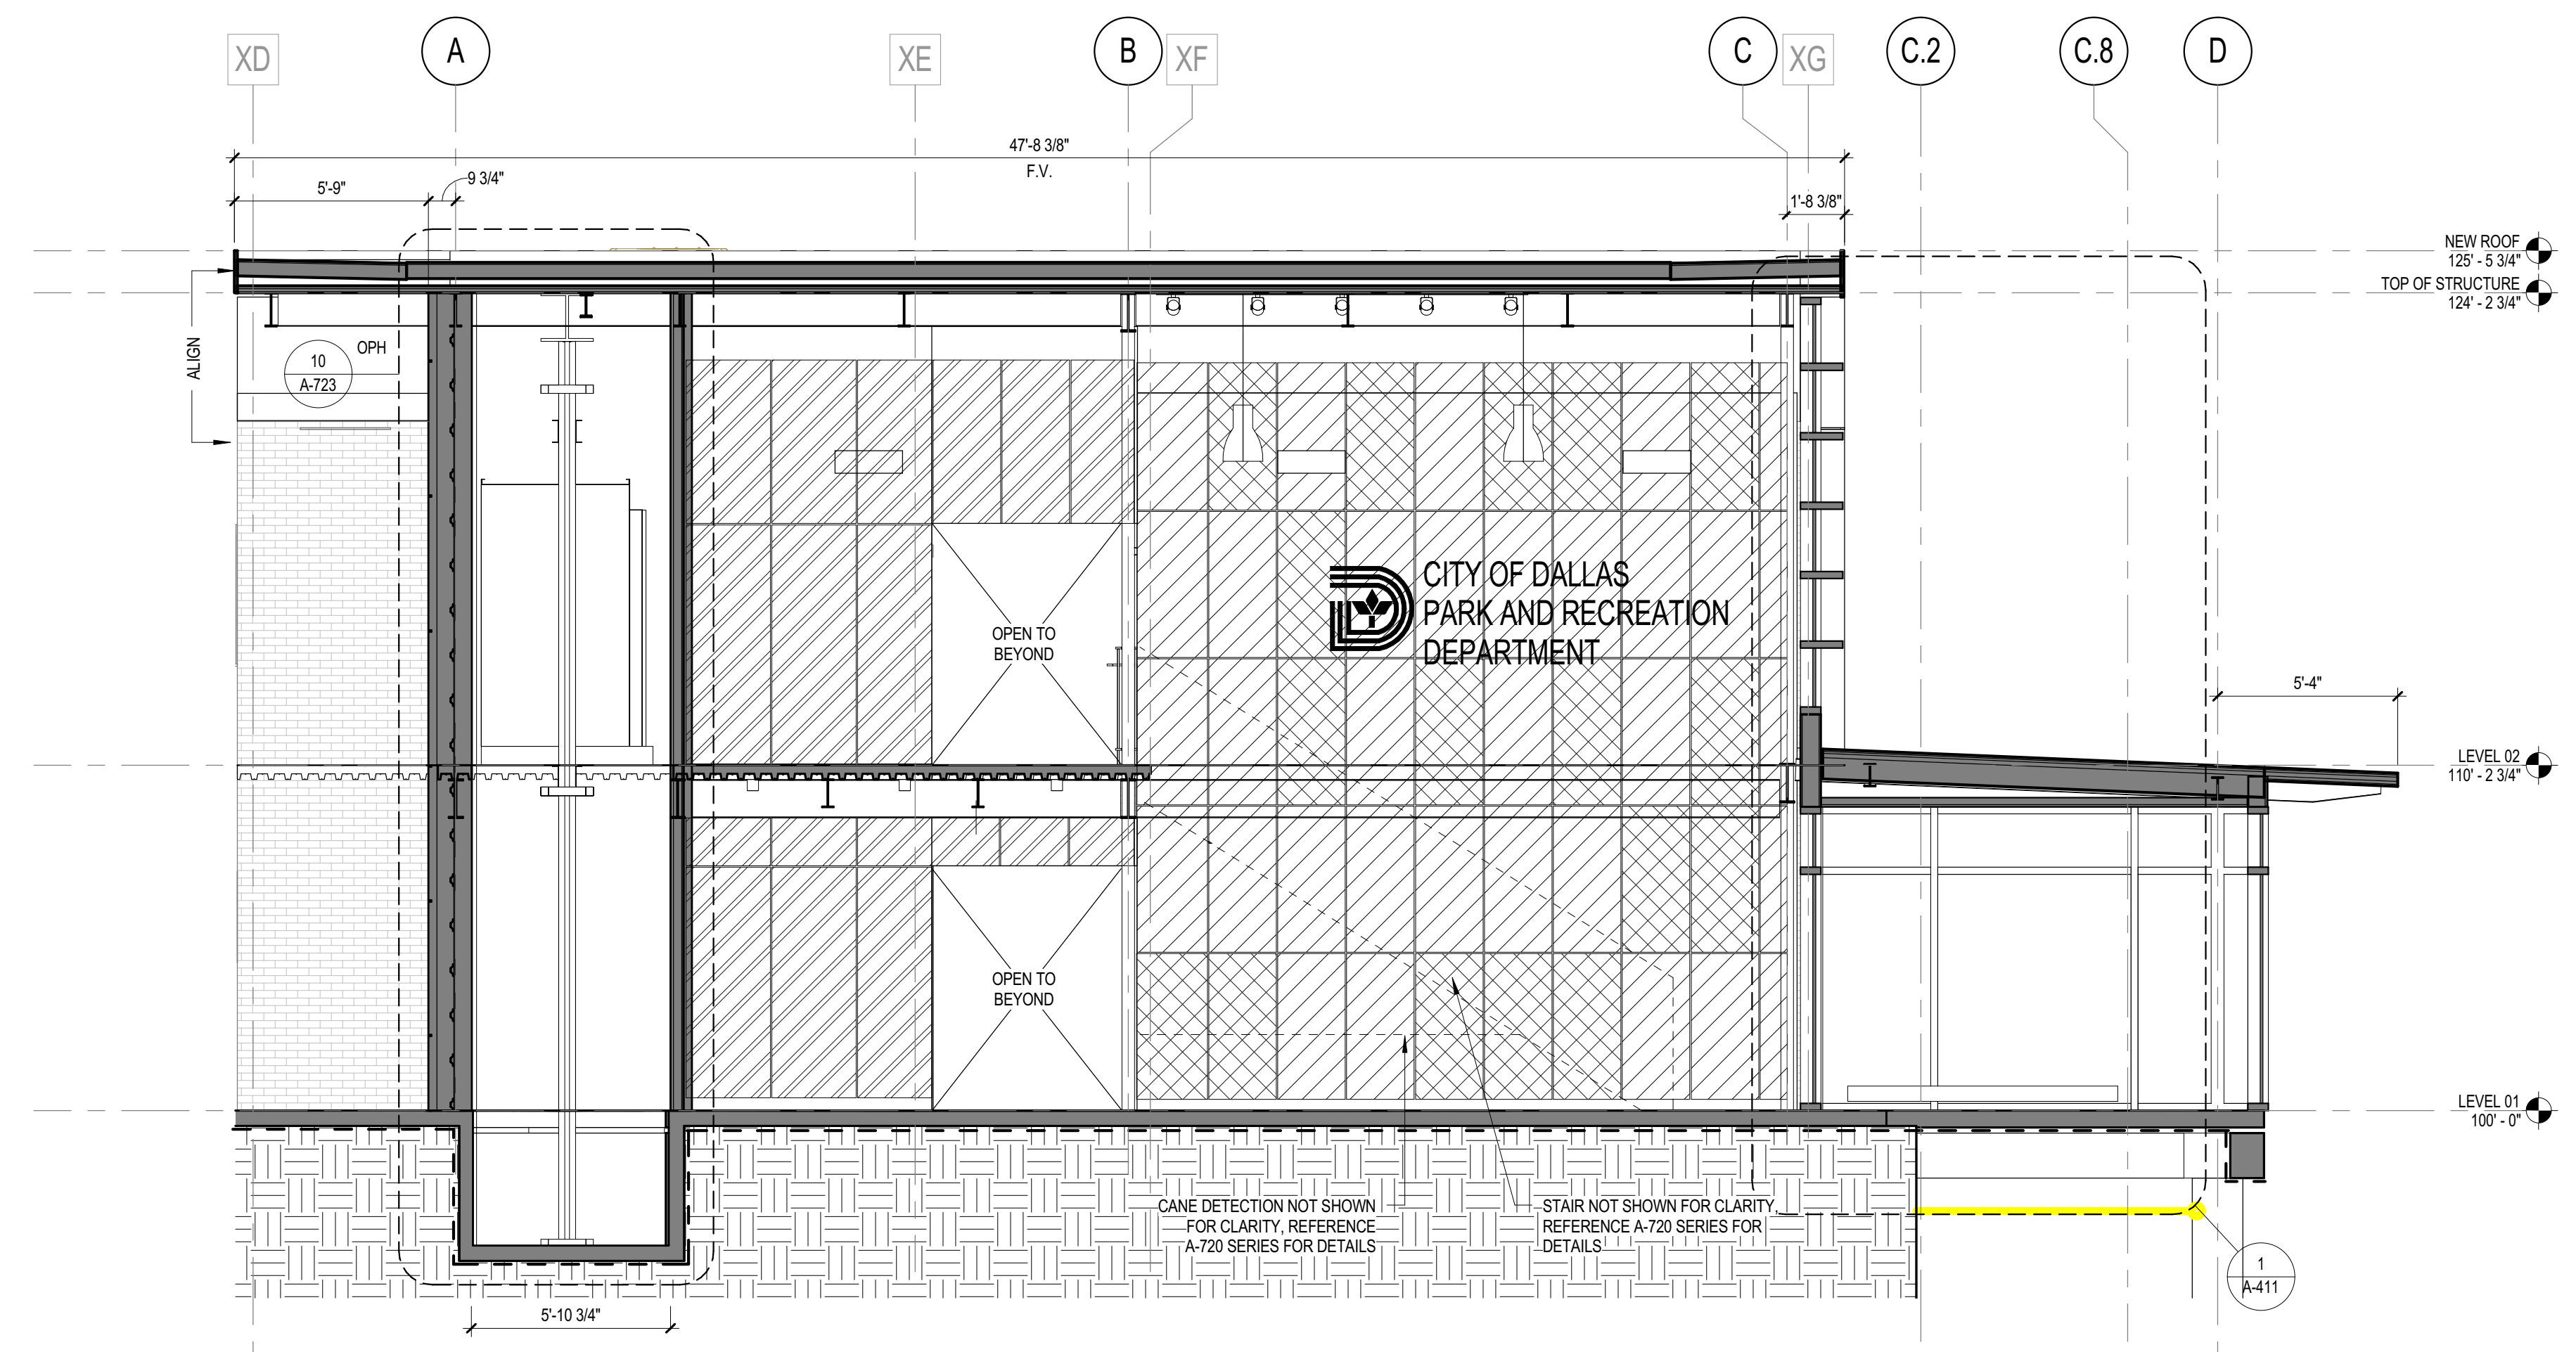 XD
A
XE
B
XF
C
XG
C.2
C.8
D
47'-8 3/8"
F.V.
5'-9"
9 3/4"
1'-8 3/8"
NEW ROOF
125' - 5 3/4"
TOP OF STRUCTURE
124' - 2 3/4"
ALIGN
10
A-723
OPH
OPEN TO
BEYOND
CITY OF DALLAS
PARK AND RECREATION
DEPARTMENT
5'-4"
LEVEL 02
110' - 2 3/4"
OPEN TO
BEYOND
LEVEL 01
100' - 0"
CANE DETECTION NOT SHOWN
FOR CLARITY, REFERENCE
A-720 SERIES FOR DETAILS
STAIR NOT SHOWN FOR CLARITY,
REFERENCE A-720 SERIES FOR
DETAILS
1
A-411
5'-10 3/4"